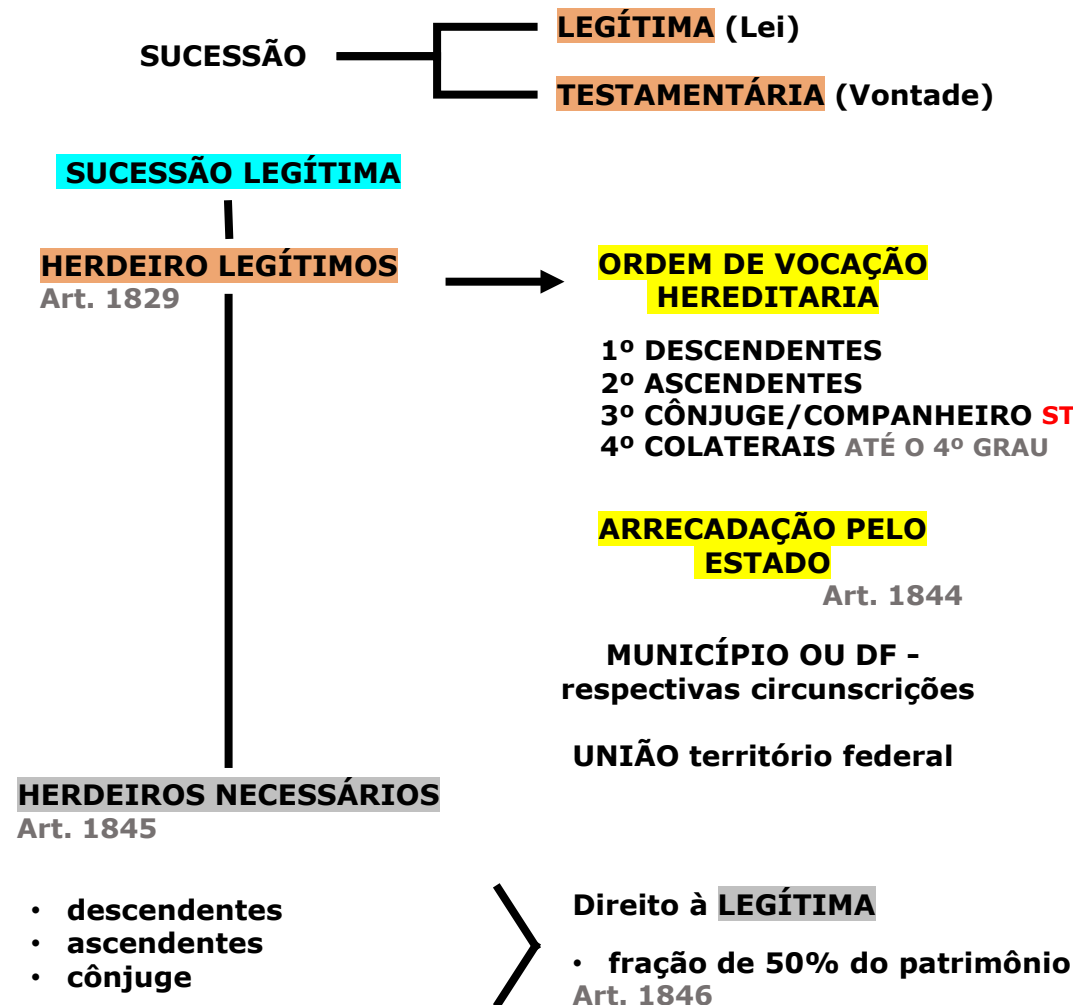 SUCESSÃO
LEGÍTIMA (Lei)
TESTAMENTÁRIA (Vontade)
SUCESSÃO LEGÍTIMA
HERDEIRO LEGÍTIMOS
Art. 1829
ORDEM DE VOCAÇÃO
HEREDITARIA
1º DESCENDENTES
2º ASCENDENTES
3º CÔNJUGE/COMPANHEIRO ST
4º COLATERAIS ATÉ O 4º GRAU
ARRECADAÇÃO PELO
ESTADO
Art. 1844
MUNICÍPIO OU DF -
respectivas circunscrições
UNIÃO território federal
HERDEIROS NECESSÁRIOS
Art. 1845
• descendentes
• ascendentes
• cônjuge
Direito à LEGÍTIMA
• fração de 50% do patrimônio
Art. 1846